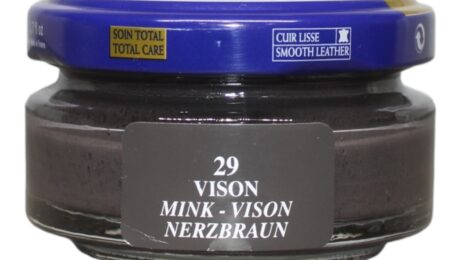 SOIN TOTAL
TOTAL CARE
CUIR LISSE
SMOOTH LEATHER
29
VISON
MINK - VISON
NERZBRAUN